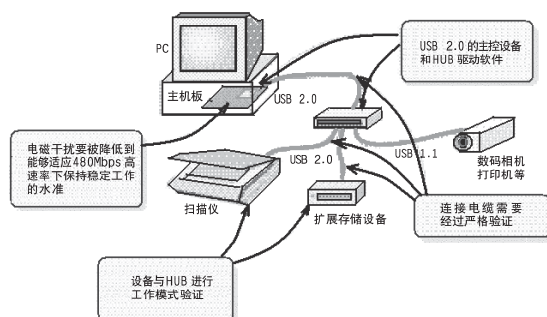 PC
主机板
USB 2.0
USB 2.0 的主控设备
和HUB 驱动软件
电磁干扰要被降低到
能够适应480Mbps 高
速率下保持稳定工作
的水准
USB 2.0
USB 1.1
数码相机
打印机等
扫描仪
扩展存储设备
连接电缆需要
经过严格验证
设备与HUB 进行
工作模式验证